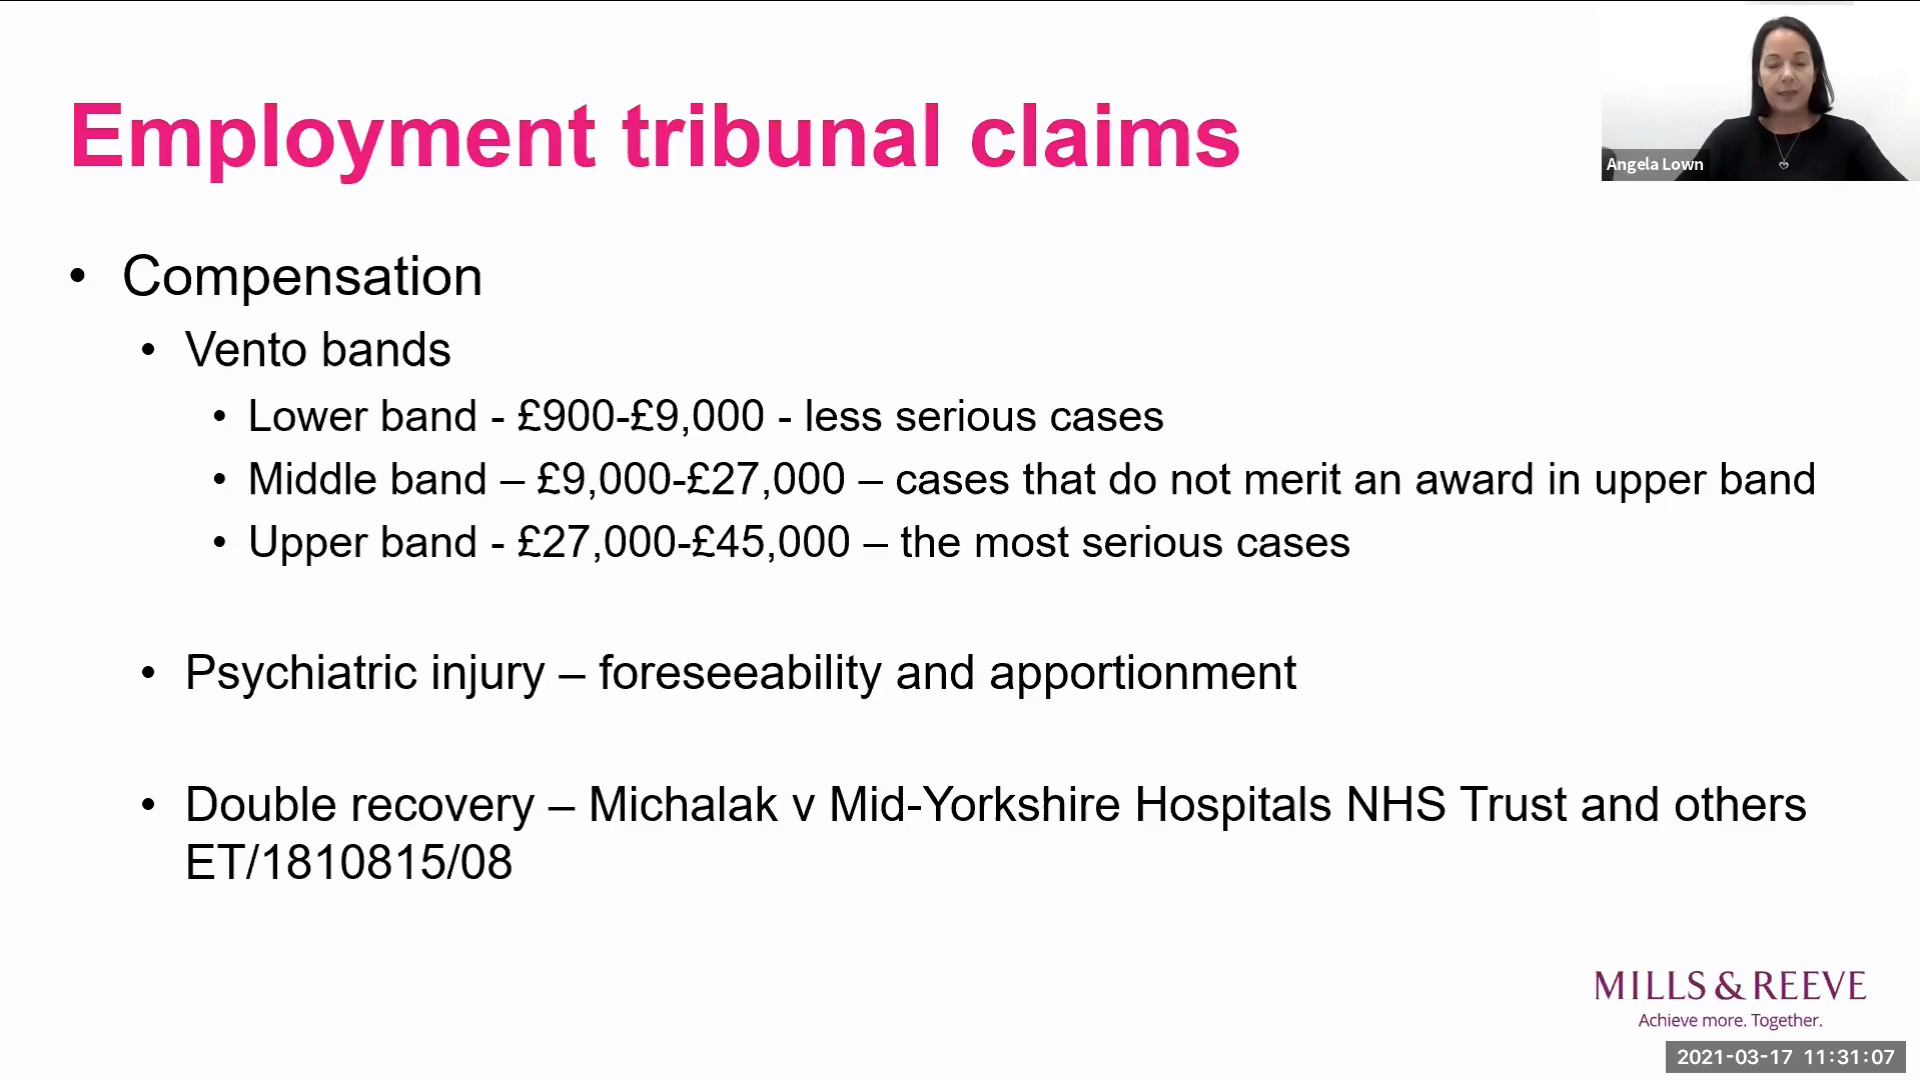 Employment tribunal claims
Angela Lown
• Compensation
• Vento bands
• Lower band - £900-£9,000 - less serious cases
• Middle band – £9,000-£27,000 – cases that do not merit an award in upper band
• Upper band - £27,000-£45,000 – the most serious cases
• Psychiatric injury – foreseeability and apportionment
• Double recovery – Michalak v Mid-Yorkshire Hospitals NHS Trust and others
ET/1810815/08
MILLS & REEVE
Achieve more. Together.
2021-03-17 11:31:07